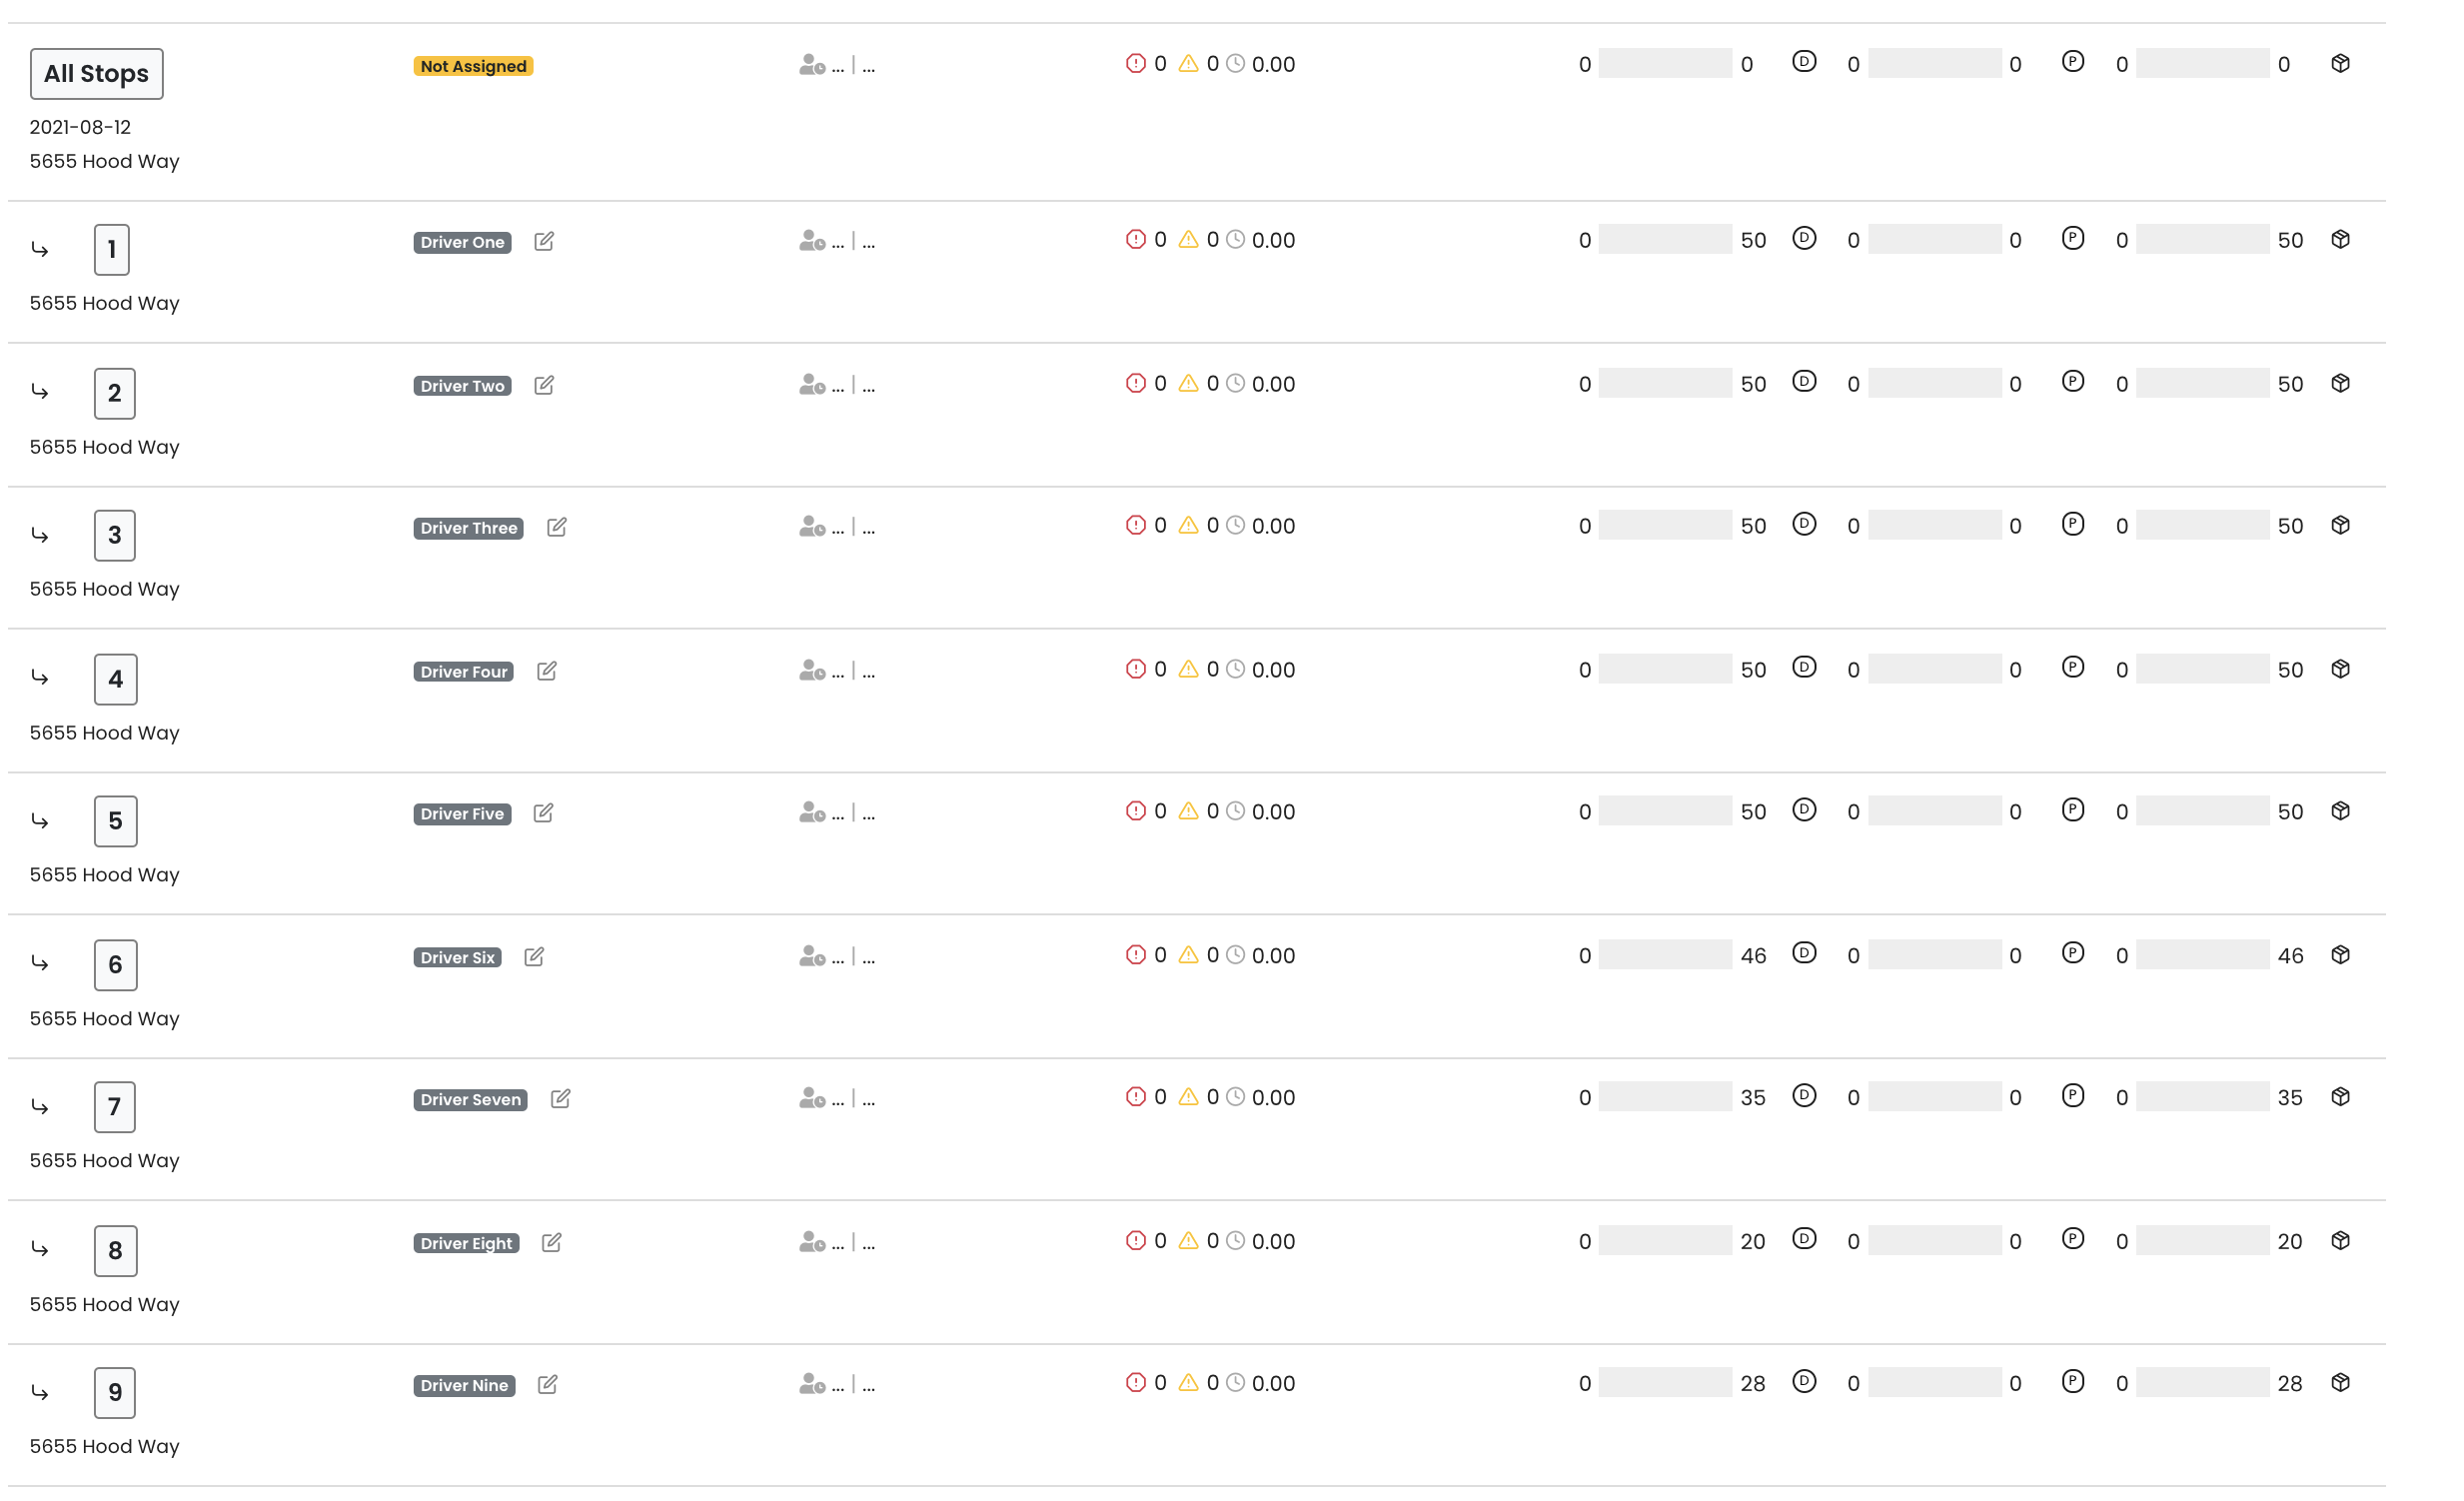 All Stops Not Assigned ... | ... 0 0 0.00 0 0 D 0 0 P 0 0
2021-08-12
5655 Hood Way
1 Driver One ... | ... 0 0 0.00 0 50 D 0 0 P 0 50
5655 Hood Way
2 Driver Two ... | ... 0 0 0.00 0 50 D 0 0 P 0 50
5655 Hood Way
3 Driver Three ... | ... 0 0 0.00 0 50 D 0 0 P 0 50
5655 Hood Way
4 Driver Four ... | ... 0 0 0.00 0 50 D 0 0 P 0 50
5655 Hood Way
5 Driver Five ... | ... 0 0 0.00 0 50 D 0 0 P 0 50
5655 Hood Way
6 Driver Six ... | ... 0 0 0.00 0 46 D 0 0 P 0 46
5655 Hood Way
7 Driver Seven ... | ... 0 0 0.00 0 35 D 0 0 P 0 35
5655 Hood Way
8 Driver Eight ... | ... 0 0 0.00 0 20 D 0 0 P 0 20
5655 Hood Way
9 Driver Nine ... | ... 0 0 0.00 0 28 D 0 0 P 0 28
5655 Hood Way